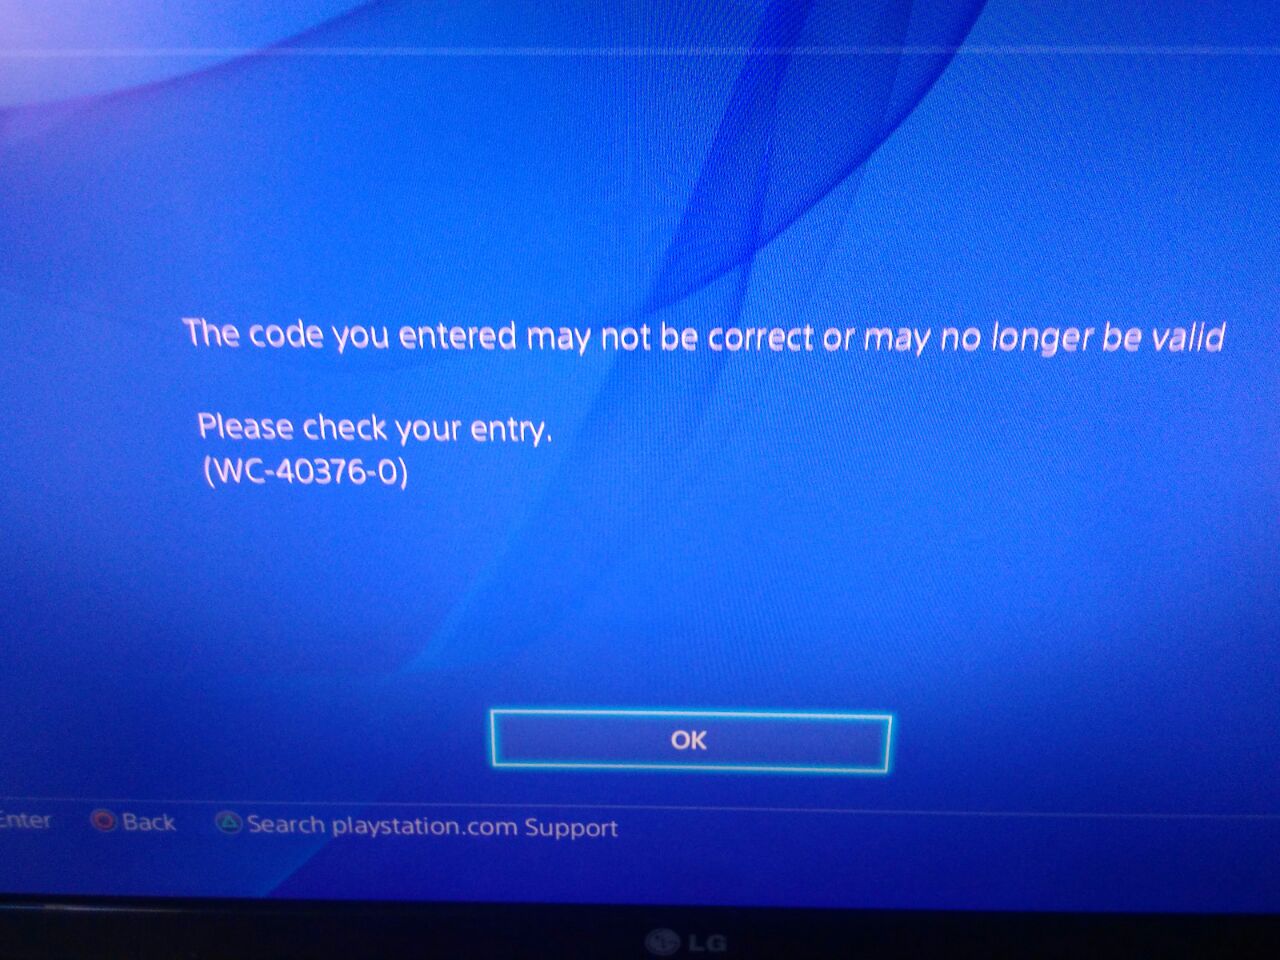 The code you entered may not be correct or may no longer be valid
Please check your entry.
(WC-40376-0)
OK
Enter Back Search playstation.com Support
LG